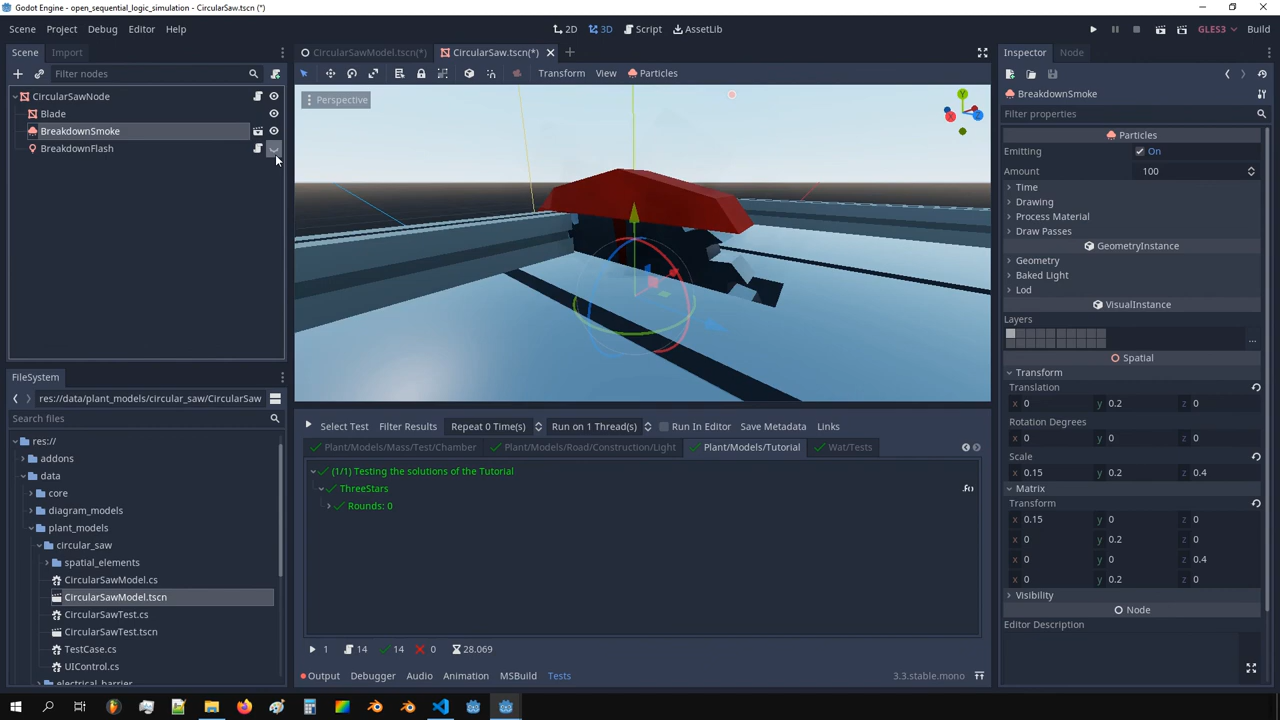 Godot Engine - open_sequential_logic_simulation - CircularSaw.tscn (*)
Scene Project Debug Editor Help
2D 3D Script AssetLib
GLES3 Build
Scene Import
CircularSawModel.tscn(*) CircularSaw.tscn(*)
Inspector Node
Filter nodes
Transform View Particles
CircularSawNode
Blade
BreakdownSmoke
BreakdownFlash
Perspective
Y
X
Z
BreakdownSmoke
Filter properties
Particles
Emitting On
Amount 100
Time
Drawing
Process Material
Draw Passes
GeometryInstance
Geometry
Baked Light
Lod
VisualInstance
Layers
...
Spatial
Transform
Translation
x 0 y 0.2 z 0
Rotation Degrees
x 0 y 0 z 0
Scale
x 0.15 y 0.2 z 0.4
Matrix
Transform
x 0.15 y 0 z 0
x 0 y 0.2 z 0
x 0 y 0 z 0.4
x 0 y 0.2 z 0
Visibility
Node
Editor Description
FileSystem
res://data/plant_models/circular_saw/CircularSaw
Search files
res://
addons
data
core
diagram_models
plant_models
circular_saw
spatial_elements
CircularSawModel.cs
CircularSawModel.tscn
CircularSawTest.cs
CircularSawTest.tscn
TestCase.cs
UIControl.cs
electrical_barrier
Select Test Filter Results Repeat 0 Time(s) Run on 1 Thread(s) Run In Editor Save Metadata Links
Plant/Models/Mass/Test/Chamber Plant/Models/Road/Construction/Light Plant/Models/Tutorial Wat/Tests
(1/1) Testing the solutions of the Tutorial
ThreeStars
Rounds: 0
1 14 14 0 28.069
Output Debugger Audio Animation MSBuild Tests 3.3.stable.mono